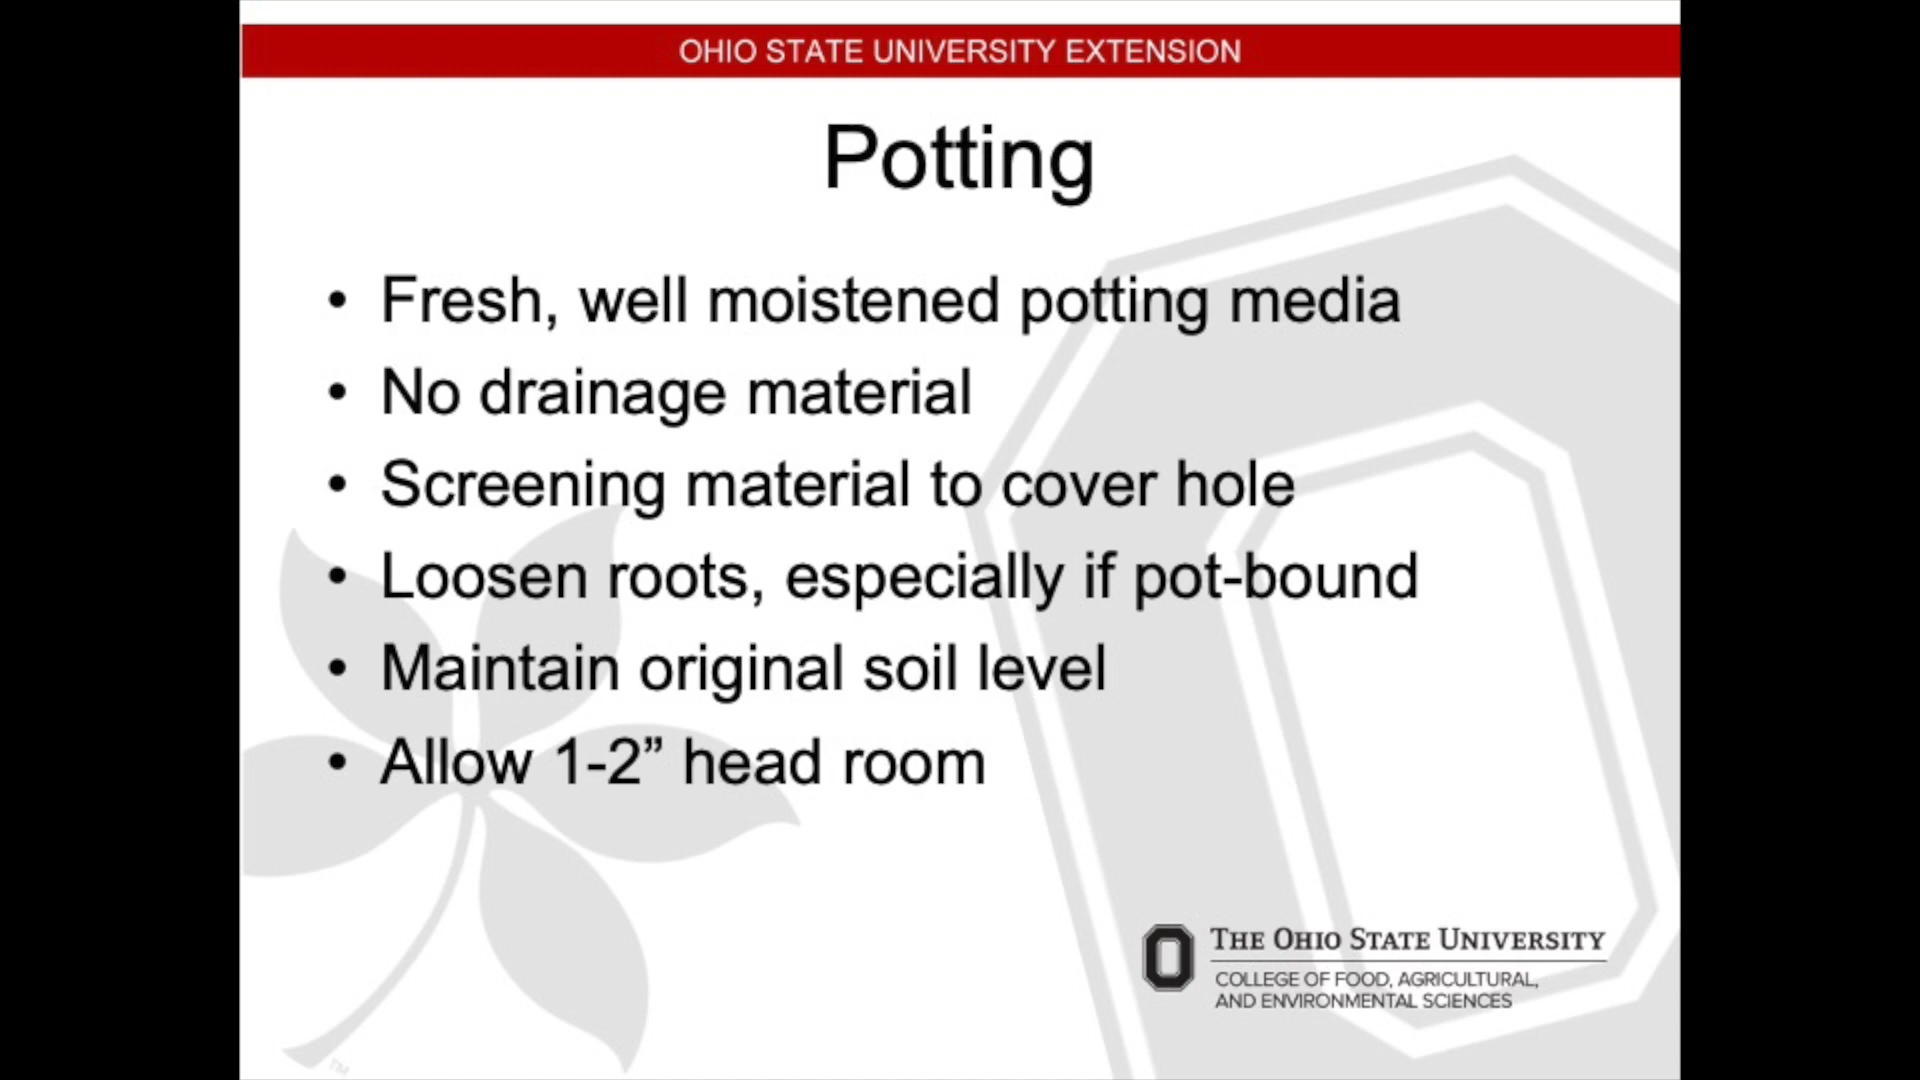 OHIO STATE UNIVERSITY EXTENSION
Potting
• Fresh, well moistened potting media
• No drainage material
• Screening material to cover hole
• Loosen roots, especially if pot-bound
• Maintain original soil level
• Allow 1-2” head room
THE OHIO STATE UNIVERSITY
COLLEGE OF FOOD, AGRICULTURAL,
AND ENVIRONMENTAL SCIENCES
TM